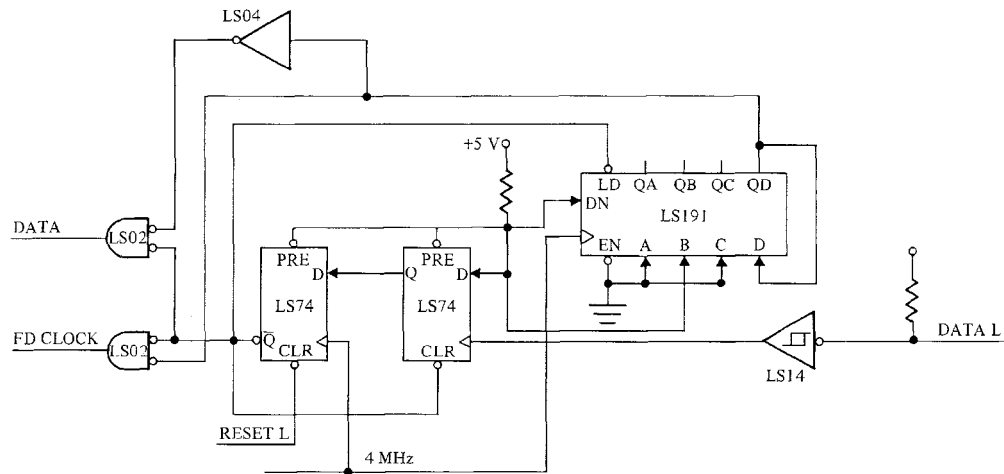 LS04
+5 V
LD QA QB QC QD
DN
LS191
EN A B C D
DATA
LS02
PRE
D
Q
PRE
D
LS74
LS74
FD CLOCK
LS02
Q
CLR
CLR
DATA L
LS14
RESET L
4 MHz